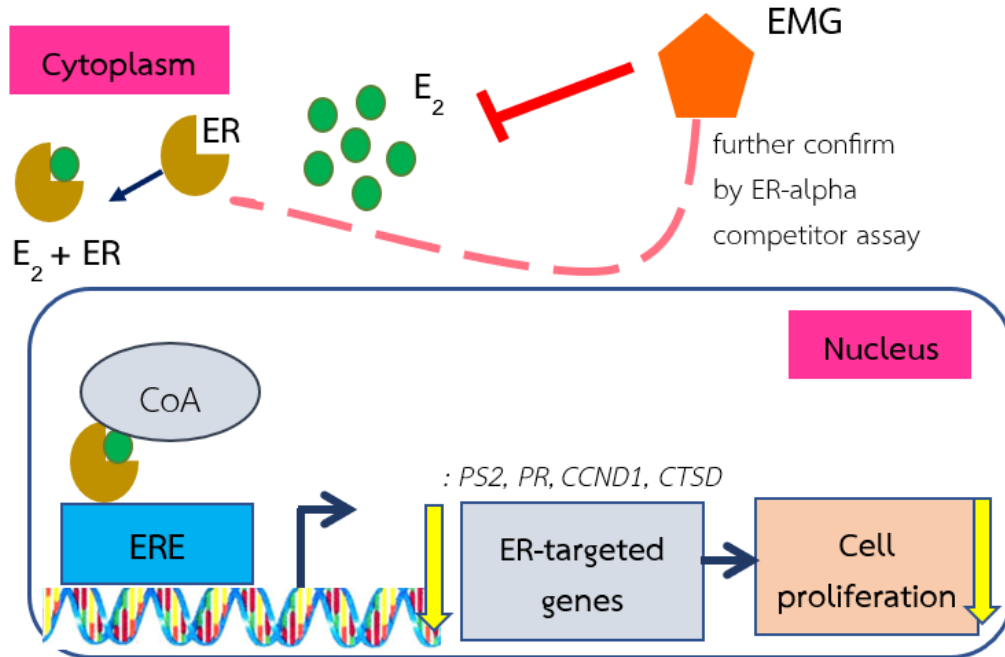 EMG
Cytoplasm
E2
ER
further confirm
by ER-alpha
competitor assay
E2 + ER
Nucleus
CoA
: PS2, PR, CCND1, CTSD
ERE
ER-targeted
genes
Cell
proliferation